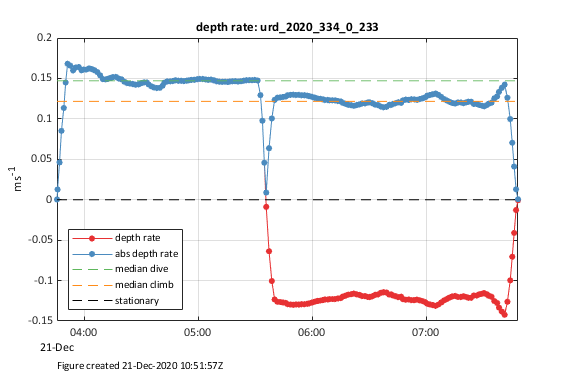 depth rate: urd_2020_334_0_233
0.2
0.15
0.1
0.05
0
-0.05
-0.1
-0.15
ms⁻¹
depth rate
abs depth rate
median dive
median climb
stationary
04:00 05:00 06:00 07:00
21-Dec
Figure created 21-Dec-2020 10:51:57Z